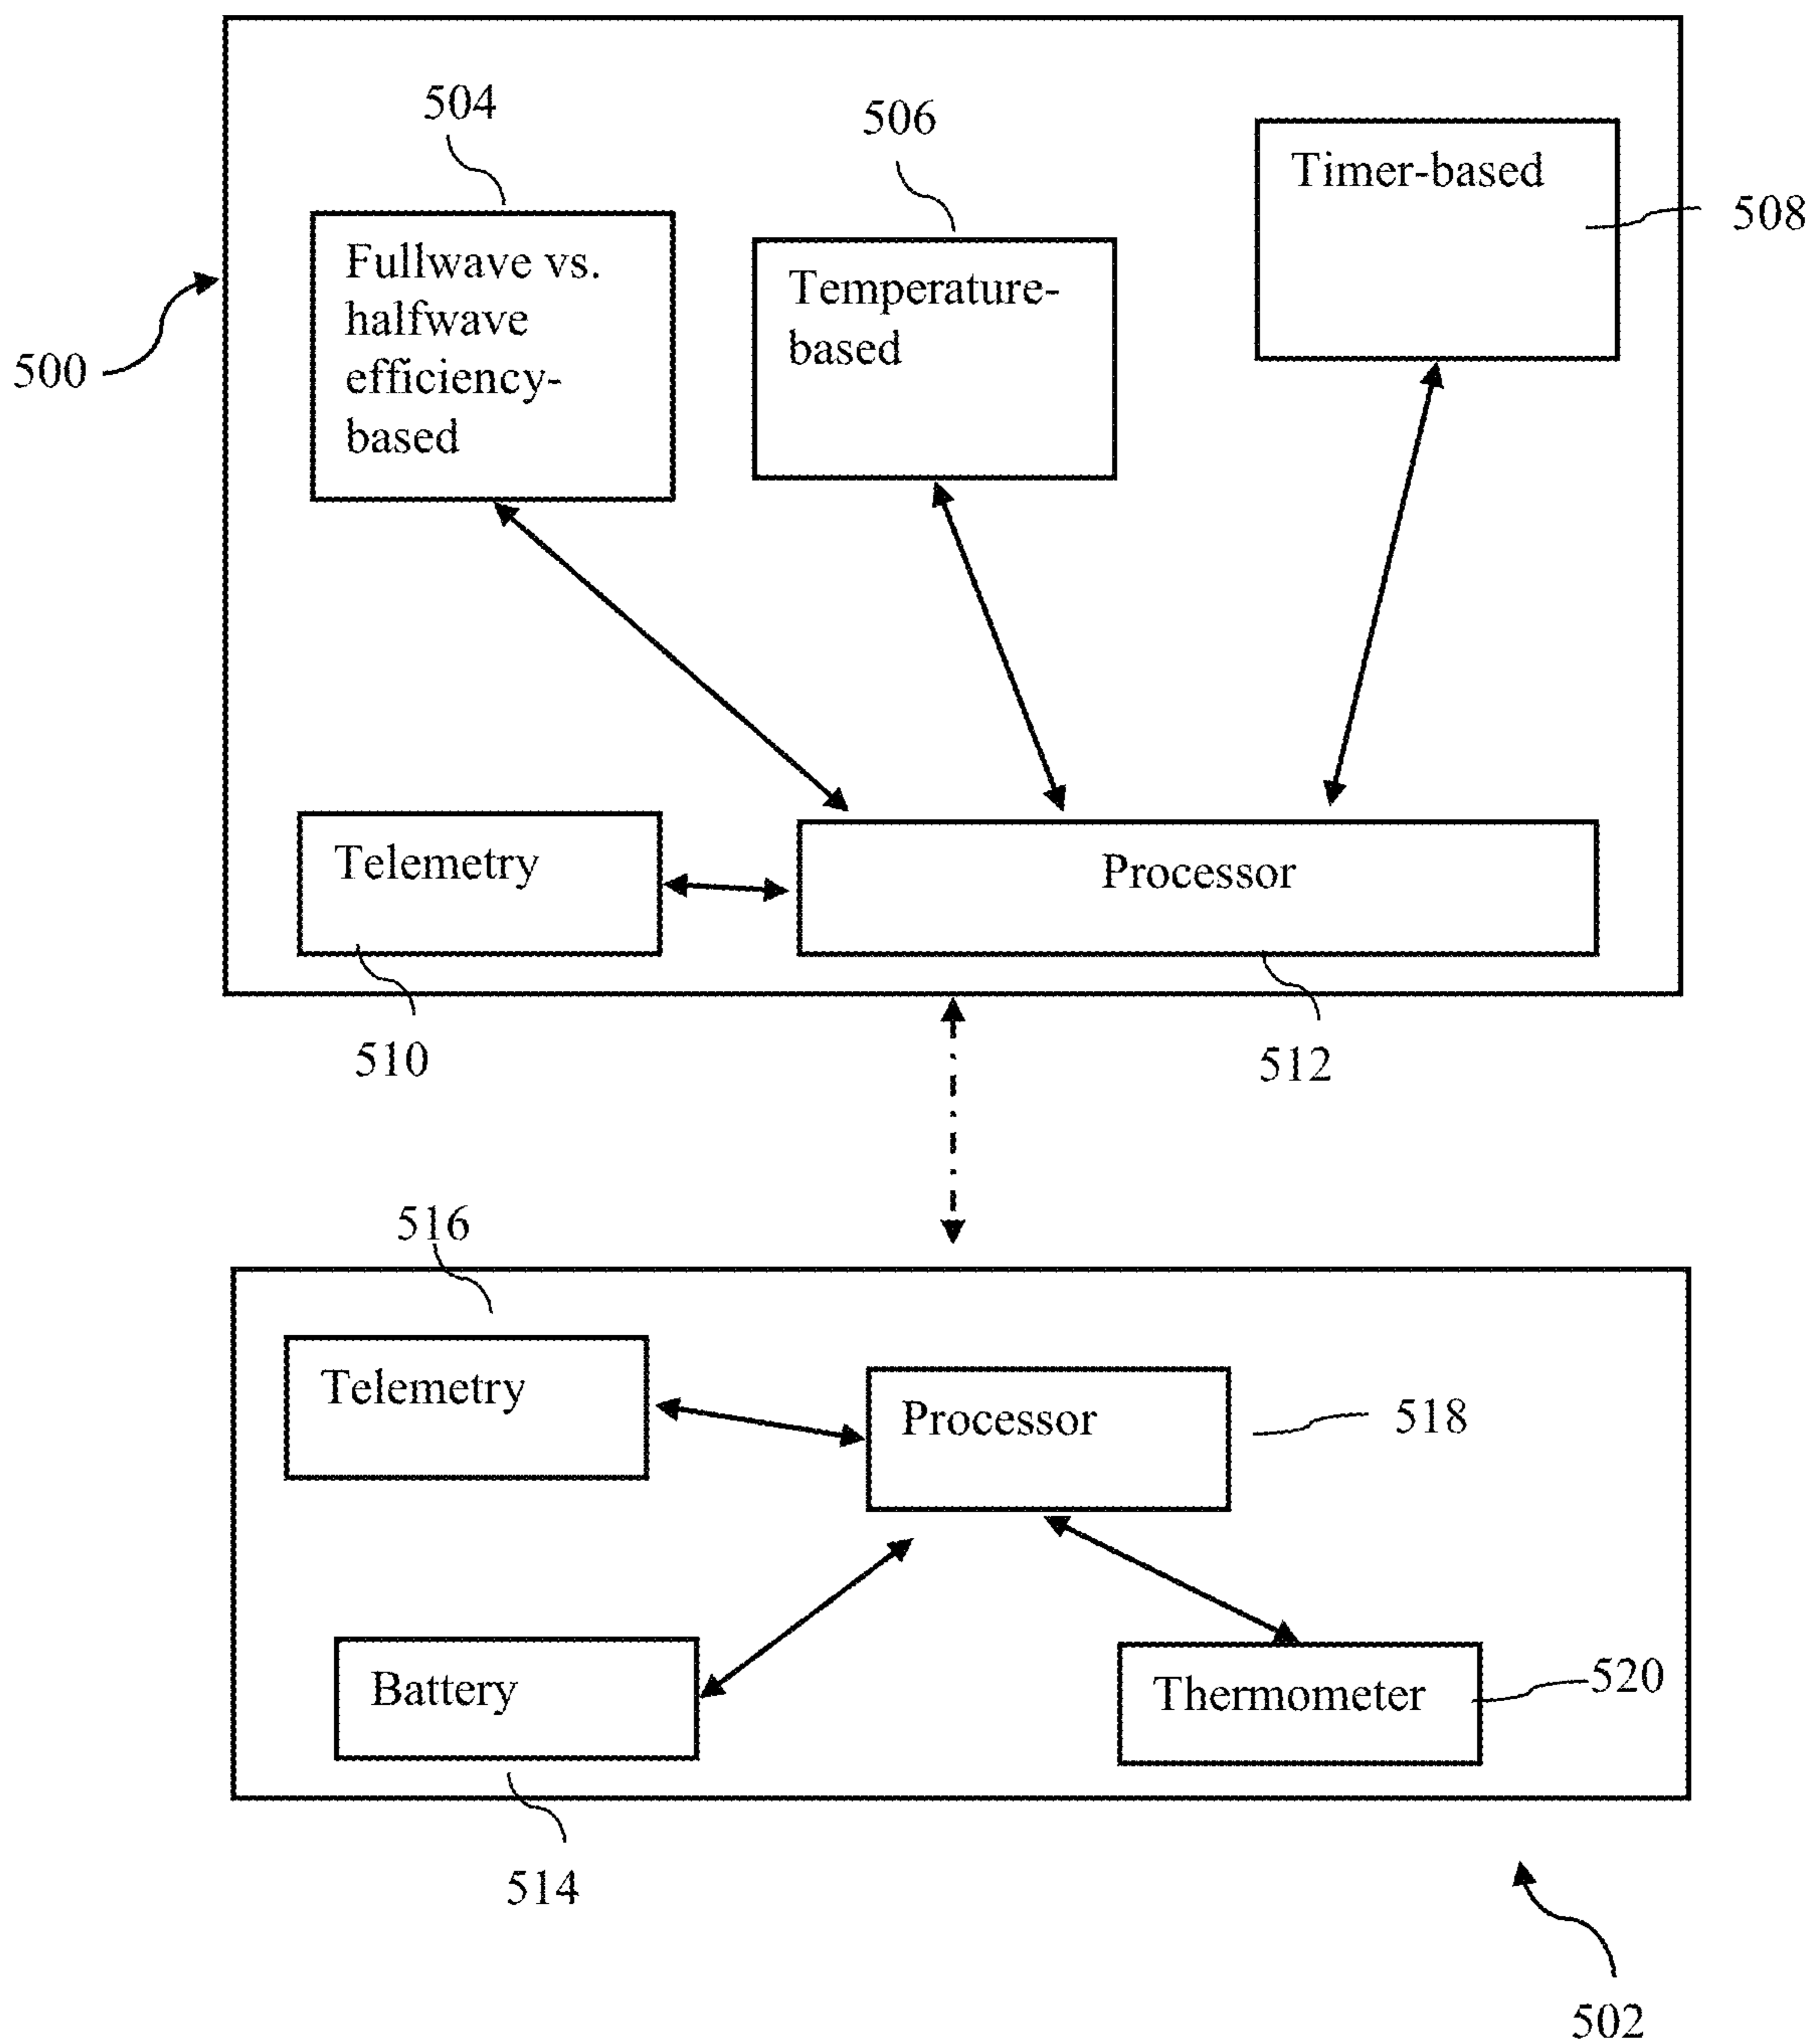 504
506
Timer-based
508
Fullwave vs.
halfwave
efficiency-
based
Temperature-
based
500
Telemetry
Processor
510
512
516
Telemetry
Processor
518
Battery
Thermometer
520
514
502